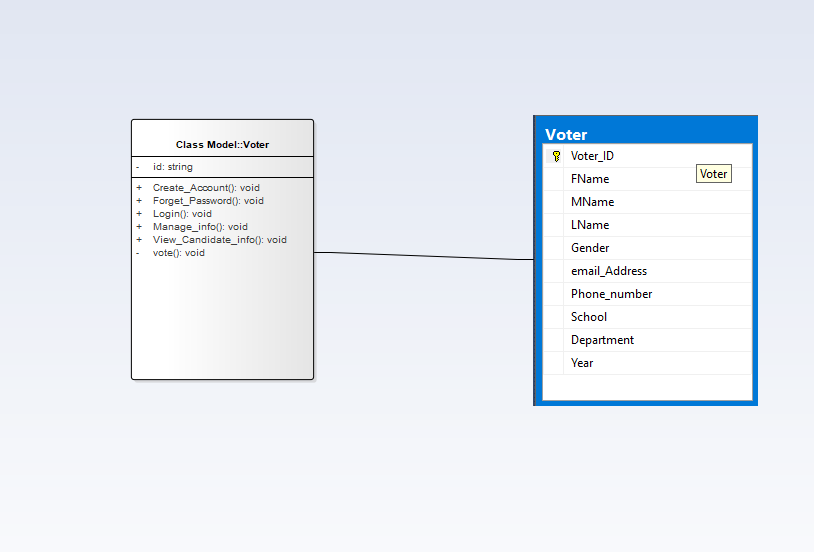 Class Model::Voter
- id: string
+ Create_Account(): void
+ Forget_Password(): void
+ Login(): void
+ Manage_info(): void
+ View_Candidate_info(): void
- vote(): void
Voter
Voter_ID
Voter
FName
MName
LName
Gender
email_Address
Phone_number
School
Department
Year